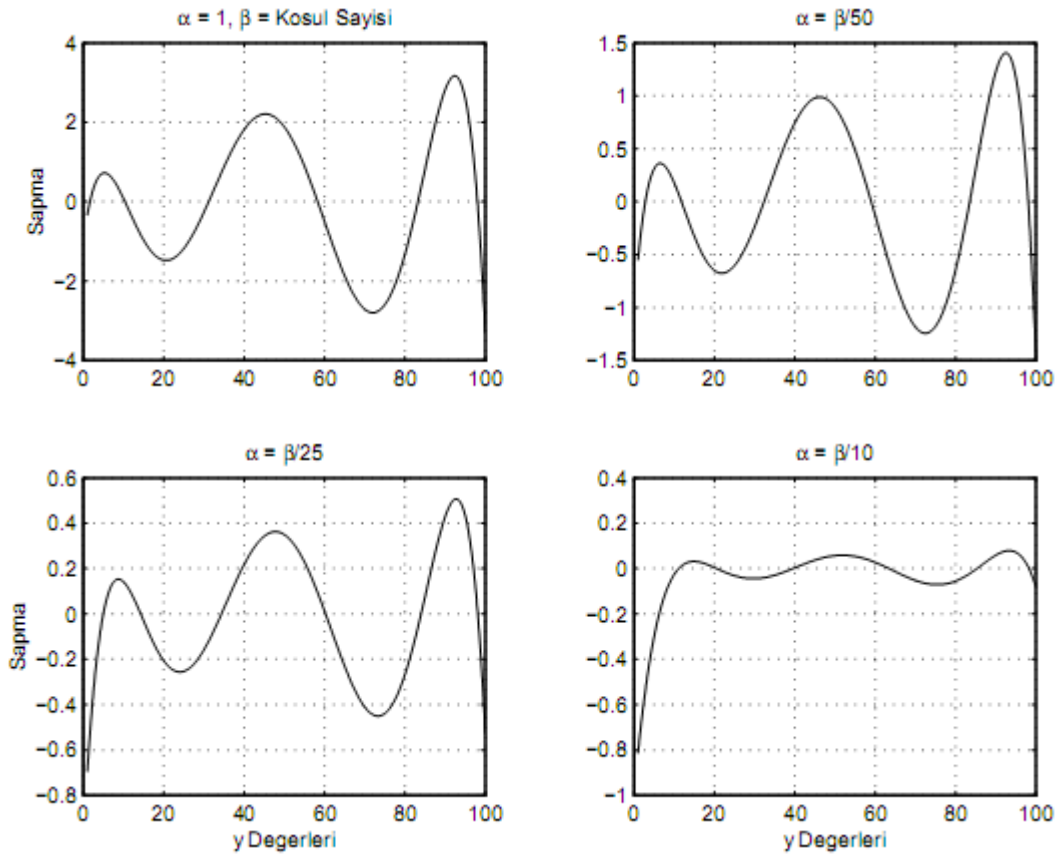 α = 1, β = Kosul Sayisi
4
2
0
−2
−4
Sapma
0 20 40 60 80 100
α = β/50
1.5
1
0.5
0
−0.5
−1
−1.5
0 20 40 60 80 100
α = β/25
0.6
0.4
0.2
0
−0.2
−0.4
−0.6
−0.8
Sapma
0 20 40 60 80 100
y Degerleri
α = β/10
0.4
0.2
0
−0.2
−0.4
−0.6
−0.8
−1
0 20 40 60 80 100
y Degerleri